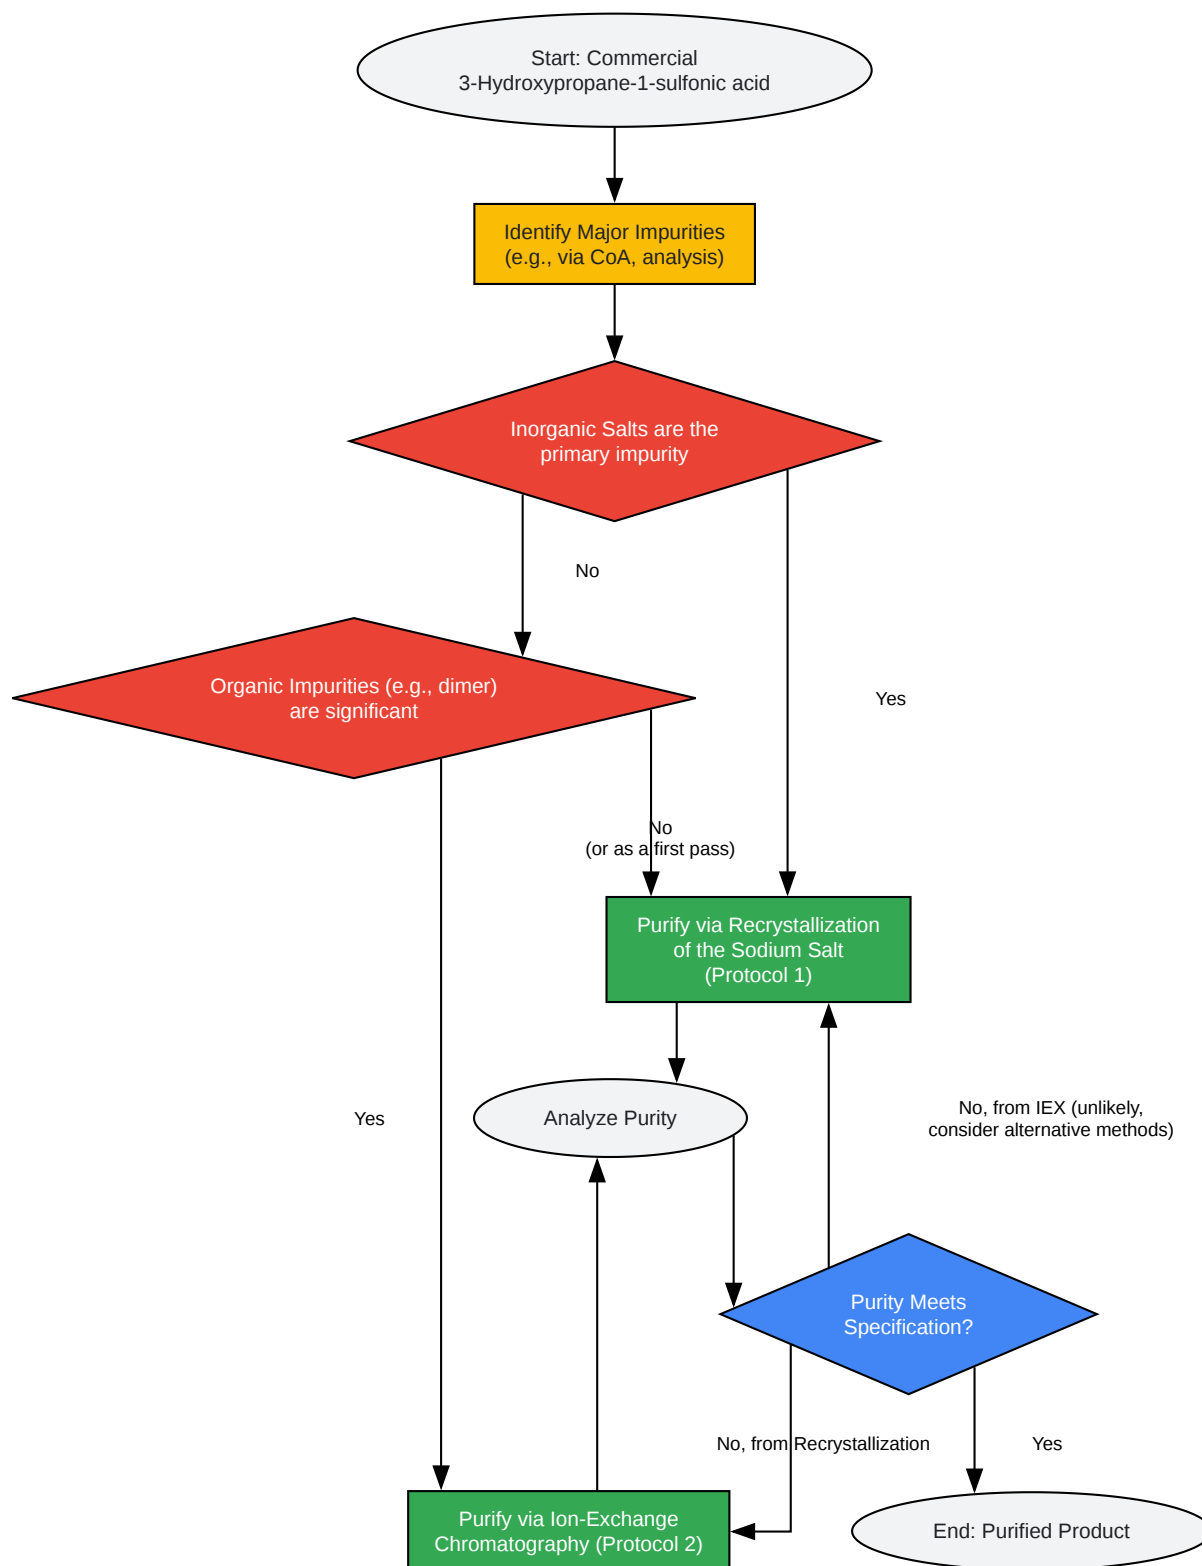 Start: Commercial
3-Hydroxypropane-1-sulfonic acid
Identify Major Impurities
(e.g., via CoA, analysis)
Inorganic Salts are the
primary impurity
No
Organic Impurities (e.g., dimer)
are significant
Yes
No
(or as a first pass)
Purify via Recrystallization
of the Sodium Salt
(Protocol 1)
Analyze Purity
Yes
No, from IEX (unlikely,
consider alternative methods)
Purity Meets
Specification?
No, from Recrystallization
Yes
Purify via Ion-Exchange
Chromatography (Protocol 2)
End: Purified Product